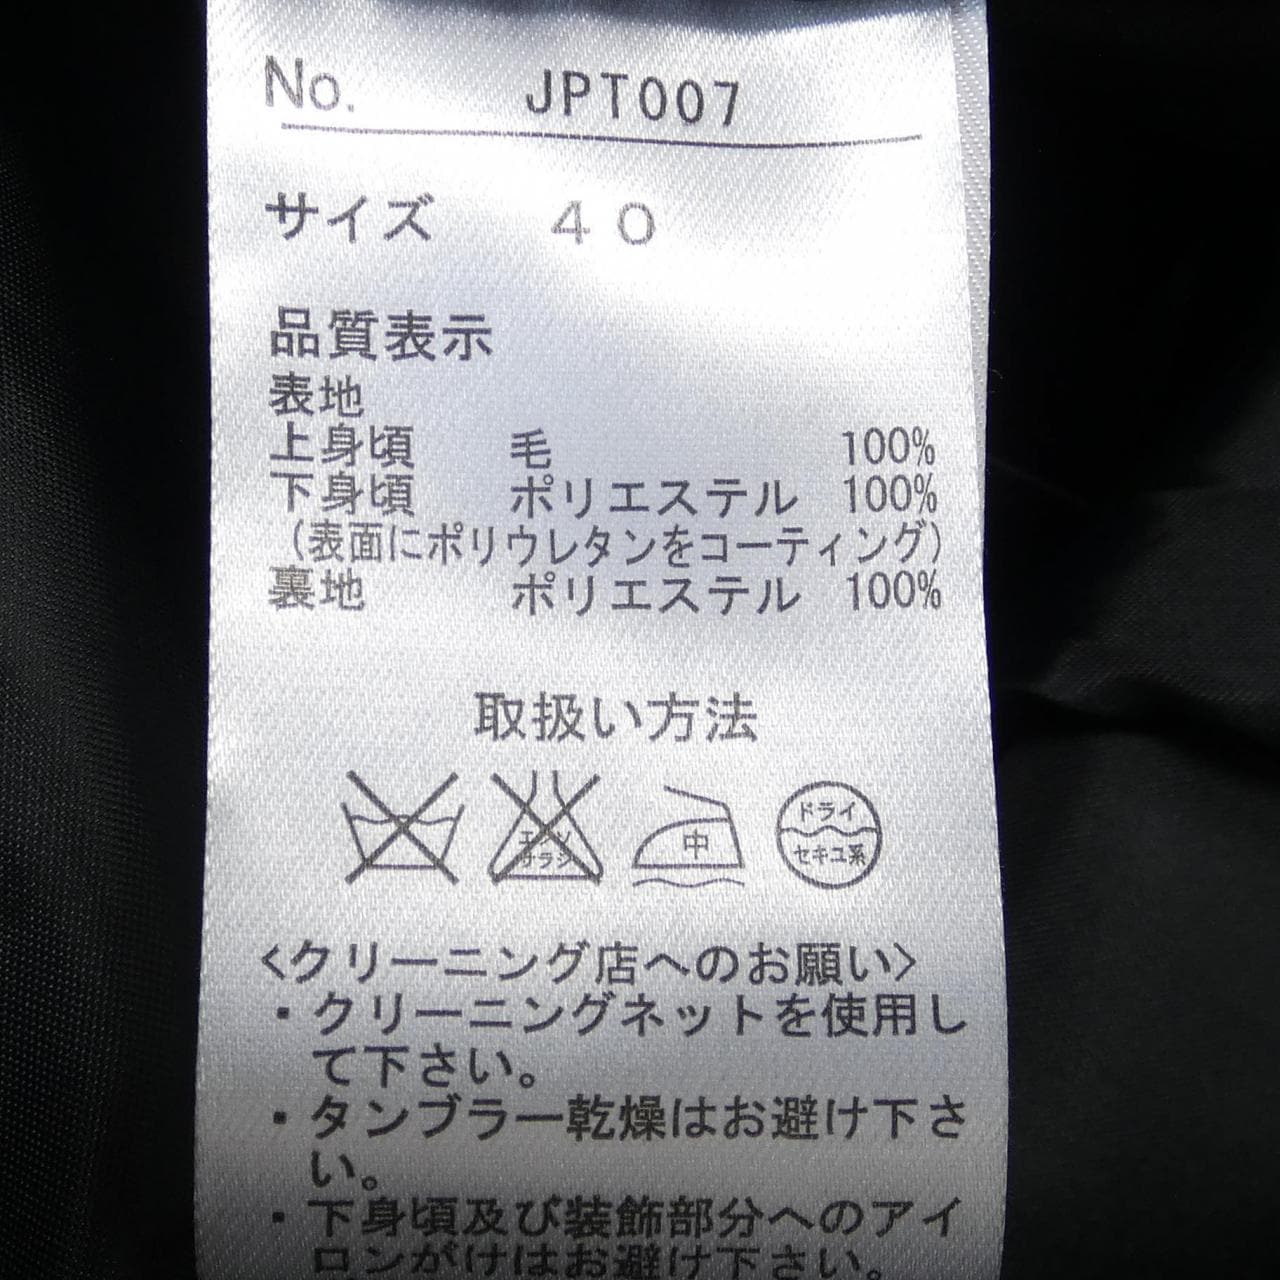 No. JPT007
サイズ 40
品質表示
表地
上身頃 毛 100%
下身頃 ポリエステル 100%
(表面にポリウレタンをコーティング)
裏地 ポリエステル 100%
取扱い方法
エンソ
サラシ
中
ドライ
セキユ系
<クリーニング店へのお願い>
・クリーニングネットを使用し
て下さい。
・タンブラー乾燥はお避け下さ
い。
・下身頃及び装飾部分へのアイ
ロンがけはお避け下さい。